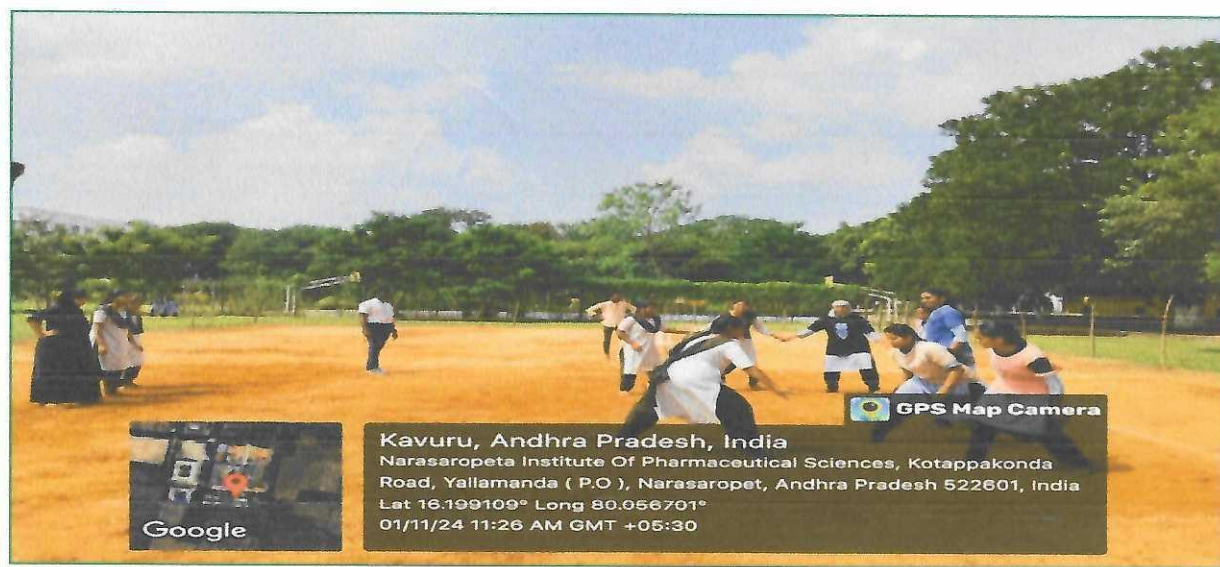 GPS Map Camera
Kavuru, Andhra Pradesh, India
Narasaropeta Institute Of Pharmaceutical Sciences, Kotappakonda
Road, Yallamanda ( P.O ), Narasaropet, Andhra Pradesh 522601, India
Lat 16.199109° Long 80.056701°
01/11/24 11:26 AM GMT +05:30
Google